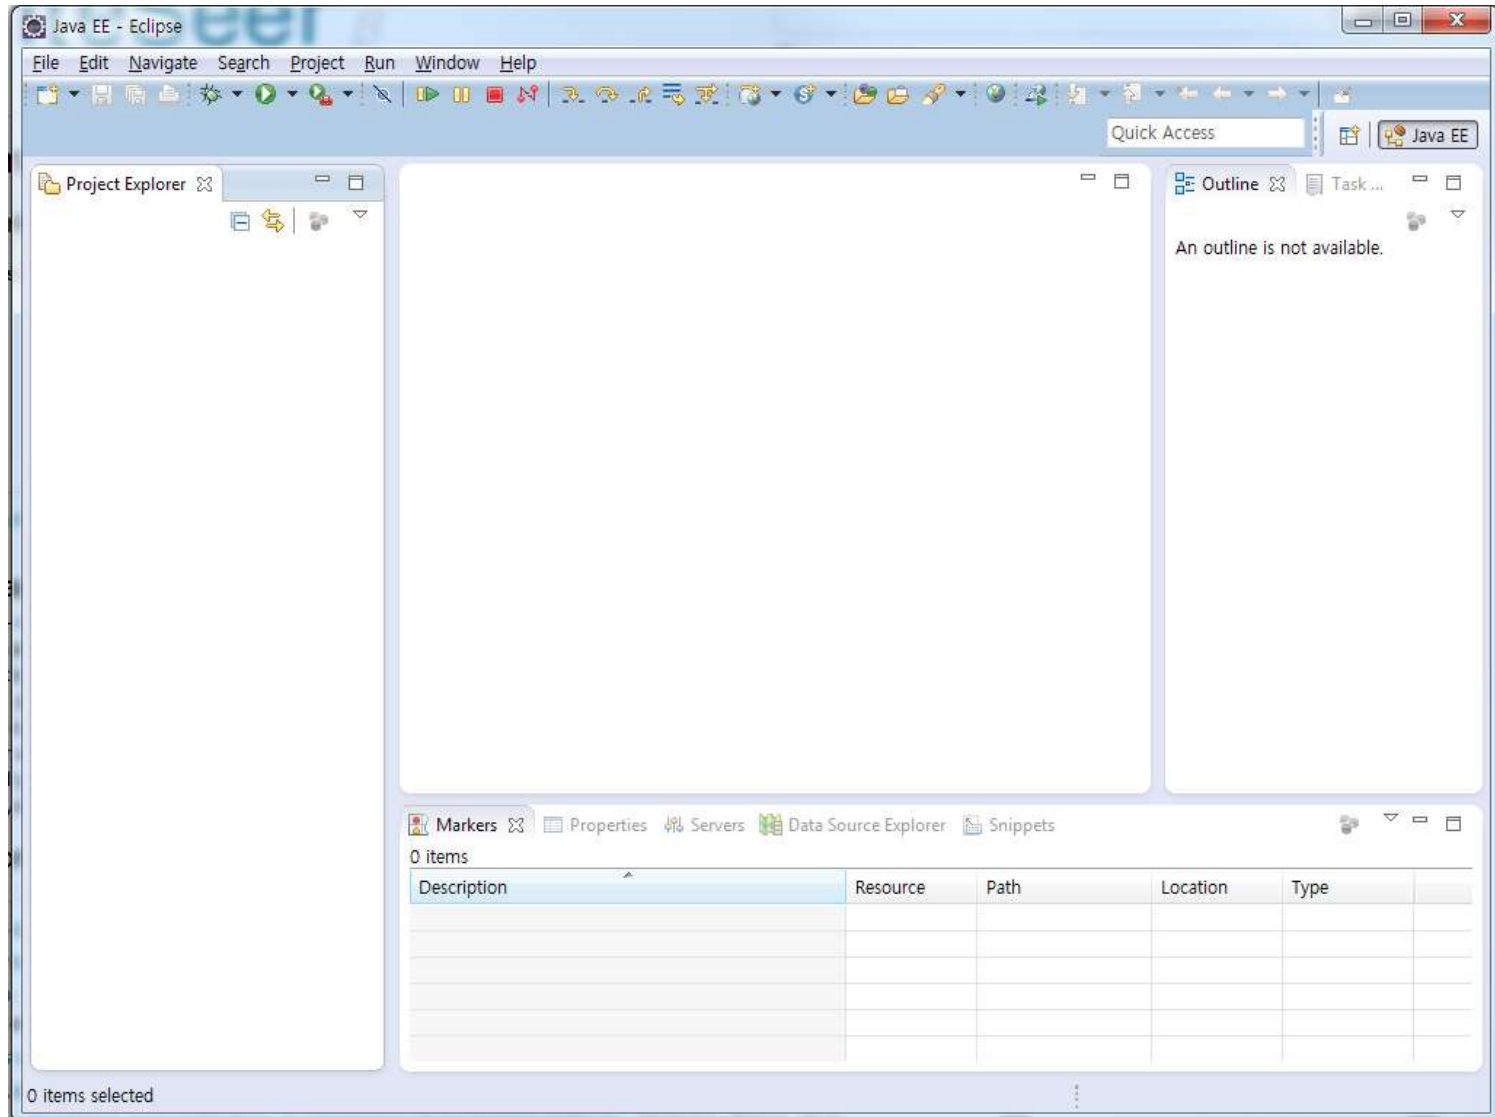 Java EE - Eclipse
File Edit Navigate Search Project Run Window Help
Quick Access
Java EE
Project Explorer
Outline Task ...
An outline is not available.
Markers Properties Servers Data Source Explorer Snippets
0 items
Description Resource Path Location Type
0 items selected